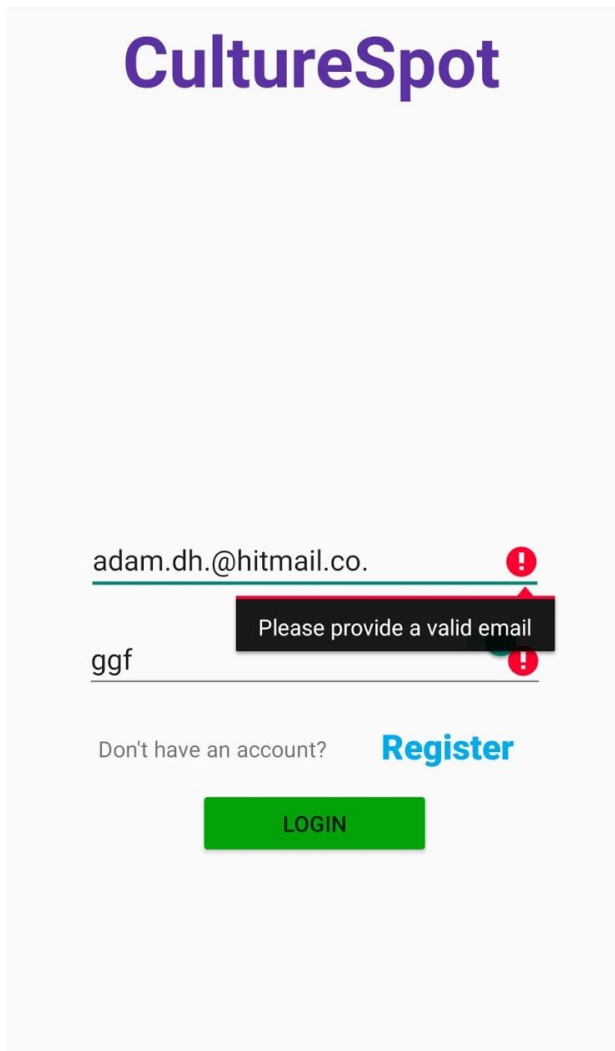 CultureSpot
adam.dh.@hitmail.co.
Please provide a valid email
ggf
Don't have an account? Register
LOGIN